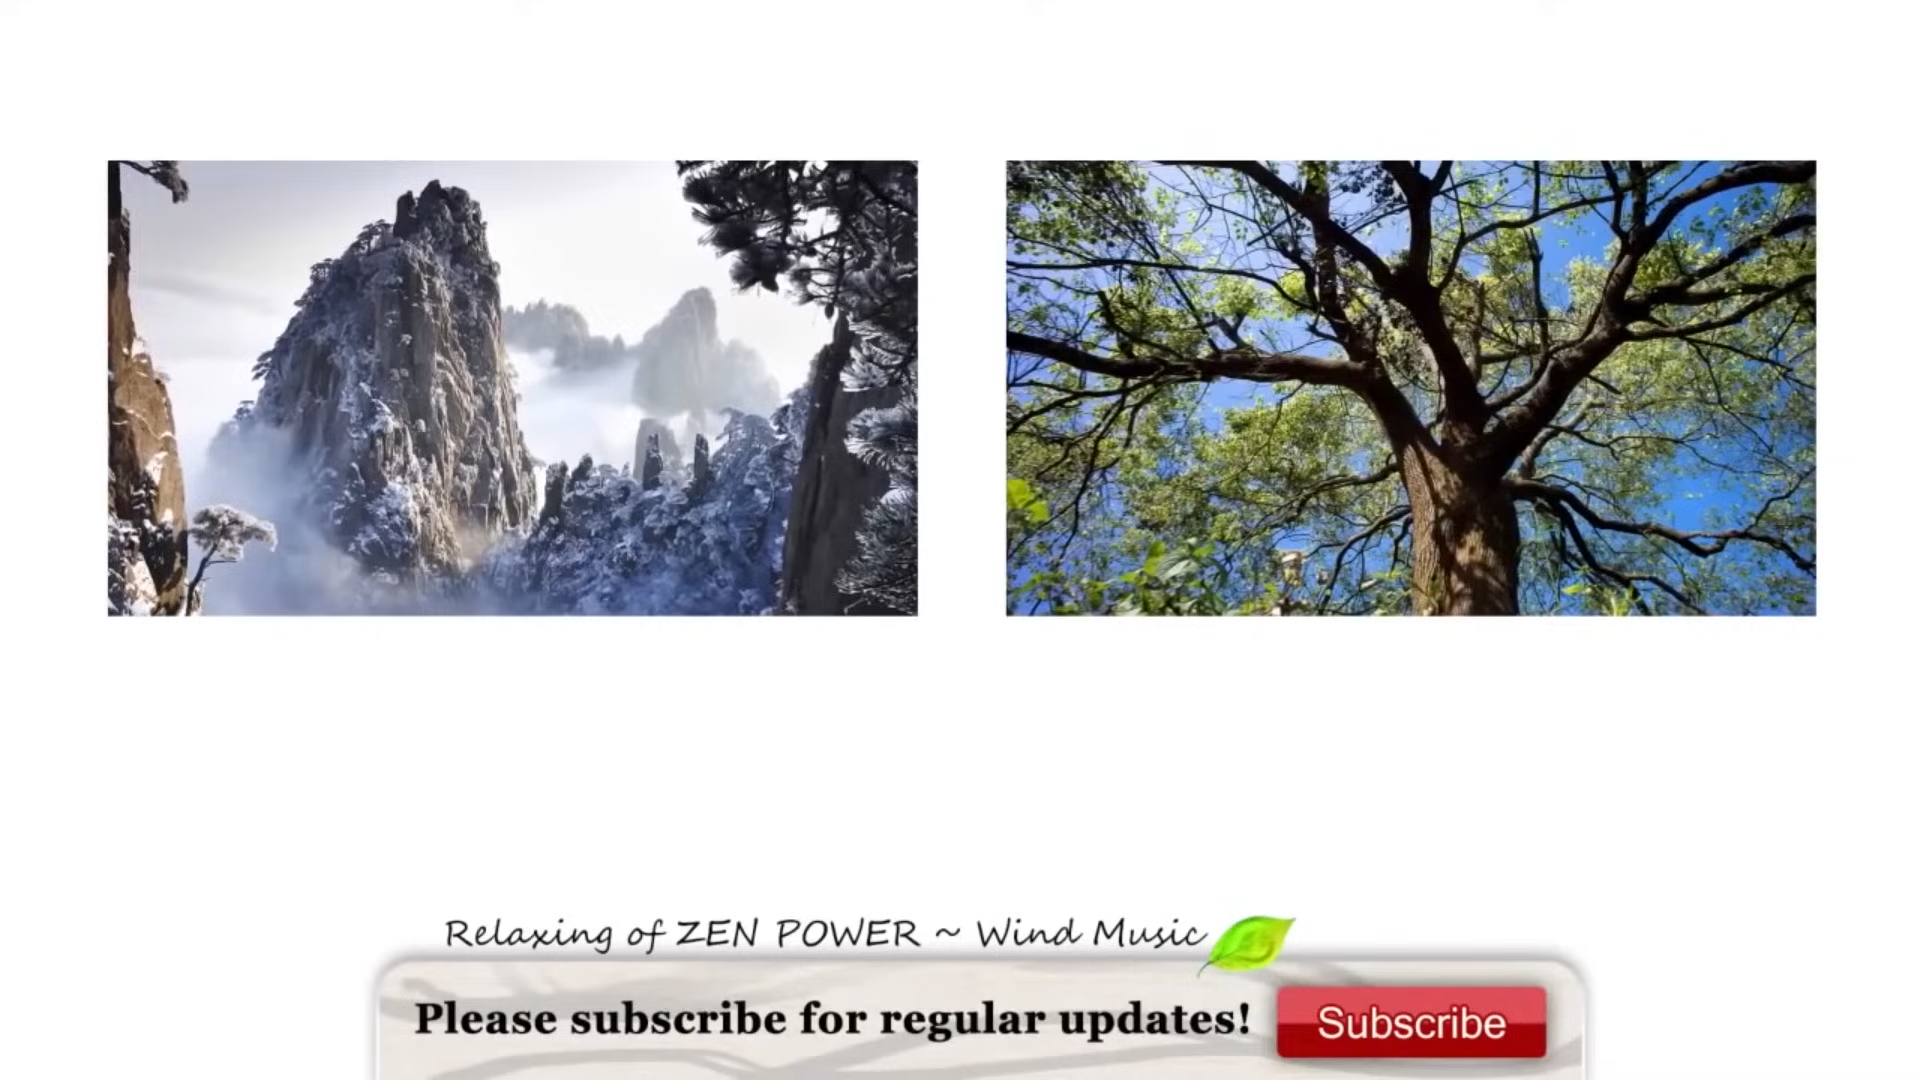 Relaxing of ZEN POWER ~ Wind Music
Please subscribe for regular updates!
Subscribe